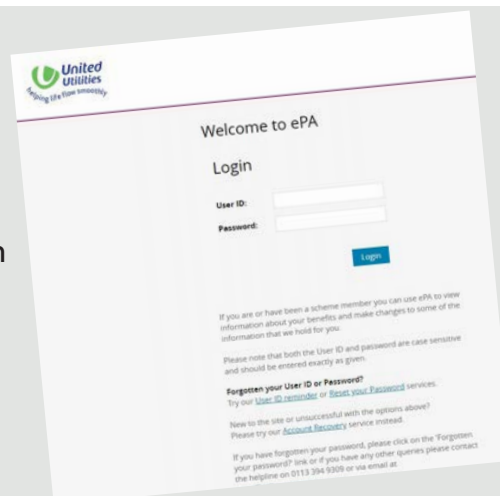 United
Utilities
helping life flow smoothly
Welcome to ePA
Login
User ID:
Password:
Login
If you are or have been a scheme member you can use ePA to view
information about your benefits and make changes to some of the
information that we hold for you.
Please note that both the User ID and password are case sensitive
and should be entered exactly as given.
Forgotten your User ID or Password?
Try our User ID reminder or Reset your Password services.
New to the site or unsuccessful with the options above?
Please try our Account Recovery service instead.
If you have forgotten your password, please click on the 'Forgotten
your password?' link or if you have any other queries please contact
the helpline on 0113 394 9309 or via email at